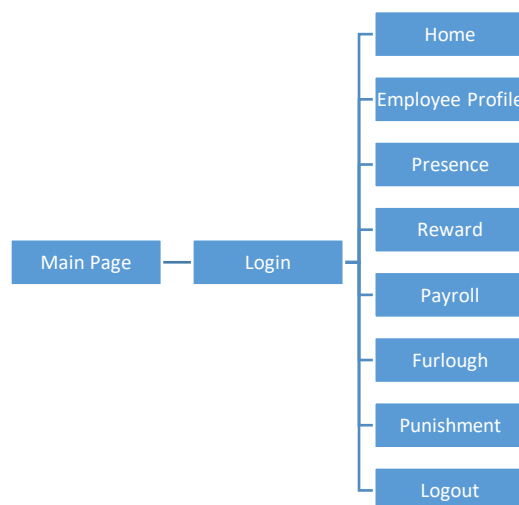 Home
Employee Profile
Presence
Reward
Main Page
Login
Payroll
Furlough
Punishment
Logout